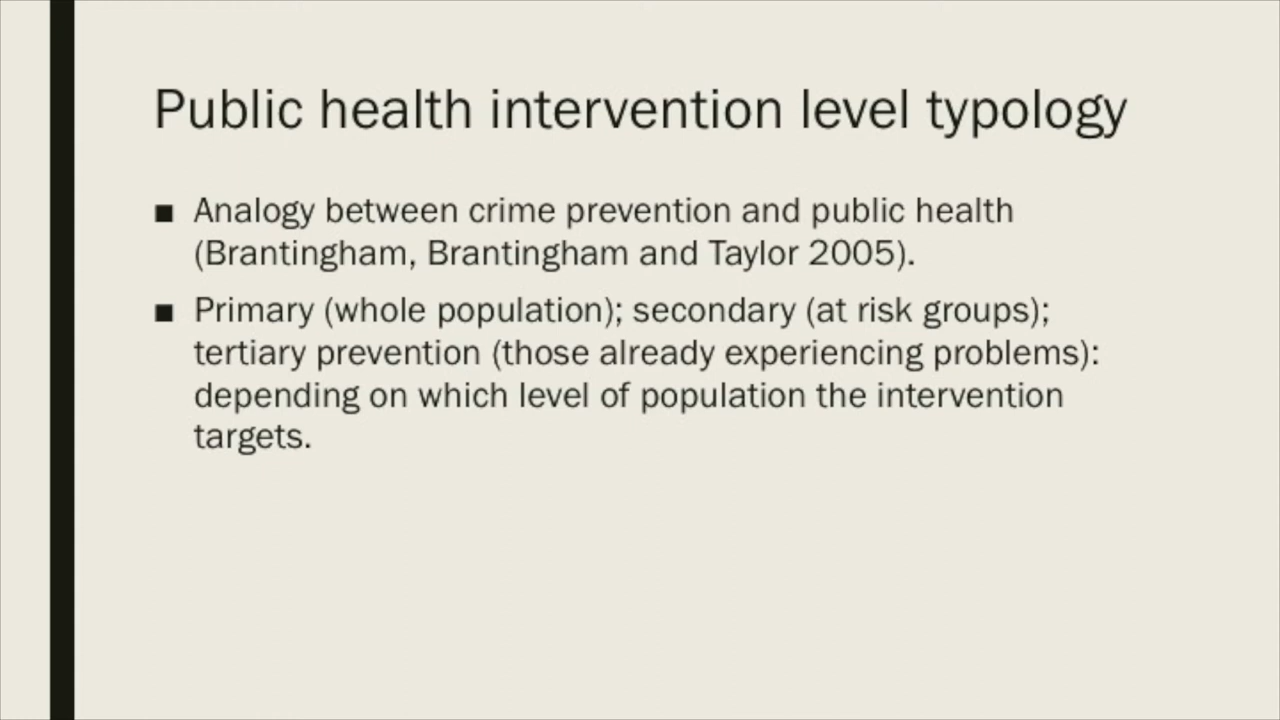 Public health intervention level typology
■ Analogy between crime prevention and public health
(Brantingham, Brantingham and Taylor 2005).
■ Primary (whole population); secondary (at risk groups);
tertiary prevention (those already experiencing problems):
depending on which level of population the intervention
targets.